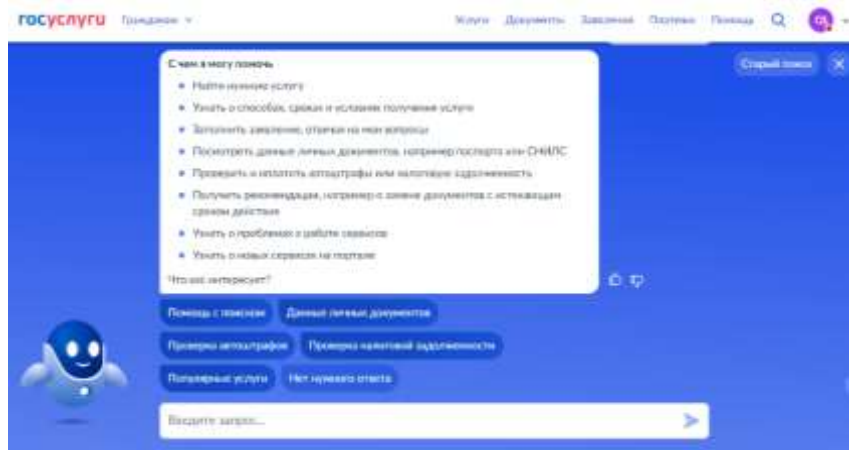 госуслуги Гражданам Услуги Документы Заявления Платежи Помощь
Старый поиск
С чем я могу помочь
Найти нужную услугу
Узнать о способах, сроках и условиях получения услуги
Заполнить заявление, отвечая на мои вопросы
Посмотреть данные личных документов, например паспорта или СНИЛС
Проверить и оплатить автоштрафы или налоговую задолженность
Получить рекомендации, например о замене документов с истекающим
сроком действия
Узнать о проблемах в работе сервисов
Узнать о новых сервисах на портале
Что вас интересует?
Помощь с поиском Данные личных документов
Проверка автоштрафов Проверка налоговой задолженности
Популярные услуги Нет нужного ответа
Введите запрос...